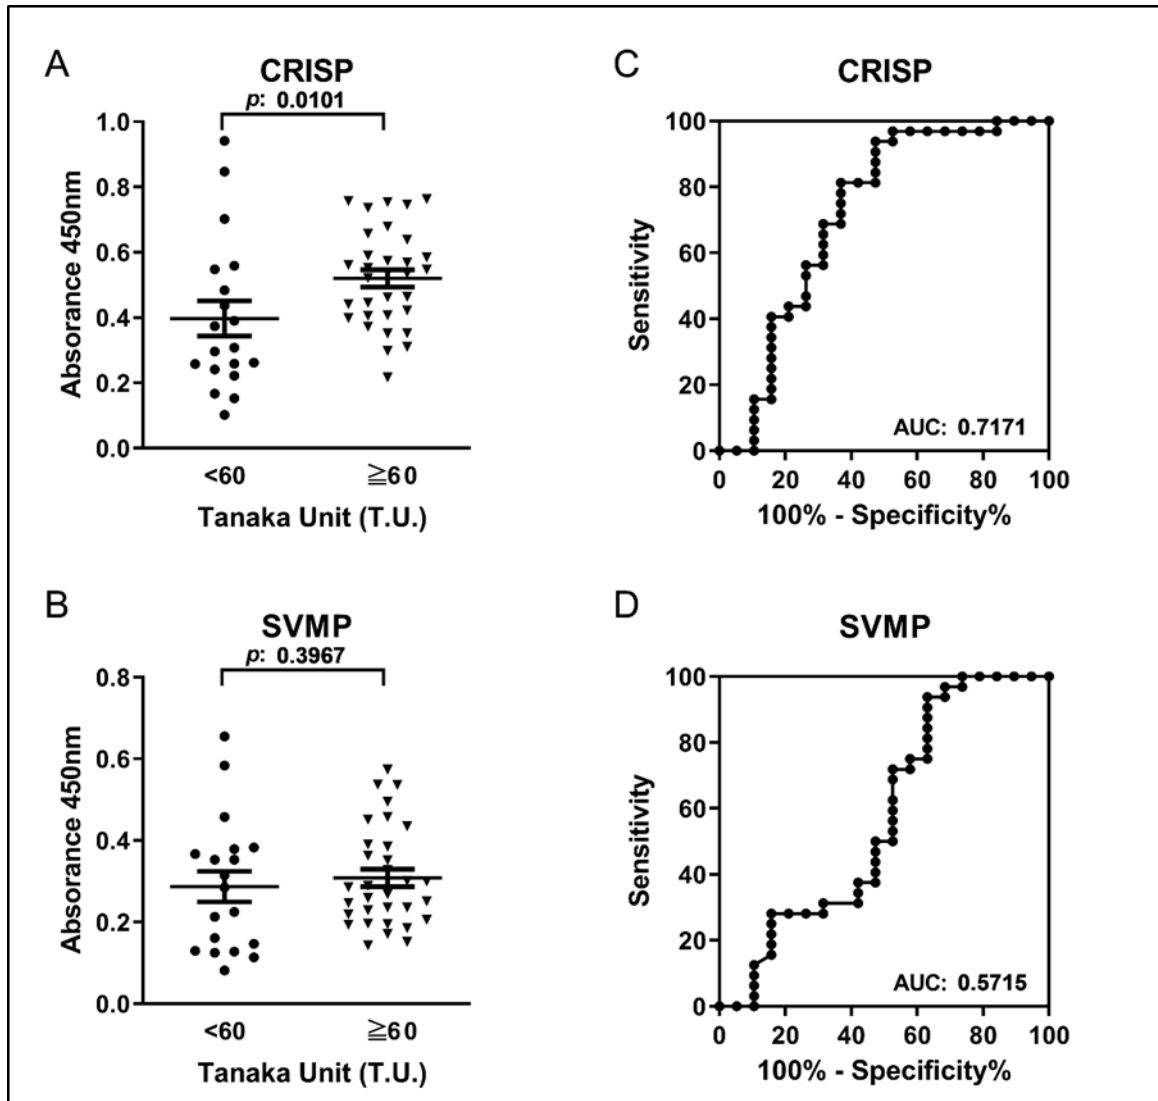 A
CRISP
p: 0.0101
1.0
0.8
0.6
0.4
0.2
0.0
Absorance 450nm
<60
≧60
Tanaka Unit (T.U.)
C
CRISP
100
80
60
40
20
0
Sensitivity
AUC: 0.7171
0 20 40 60 80 100
100% - Specificity%
B
SVMP
p: 0.3967
0.8
0.6
0.4
0.2
0.0
Absorance 450nm
<60
≧60
Tanaka Unit (T.U.)
D
SVMP
100
80
60
40
20
0
Sensitivity
AUC: 0.5715
0 20 40 60 80 100
100% - Specificity%